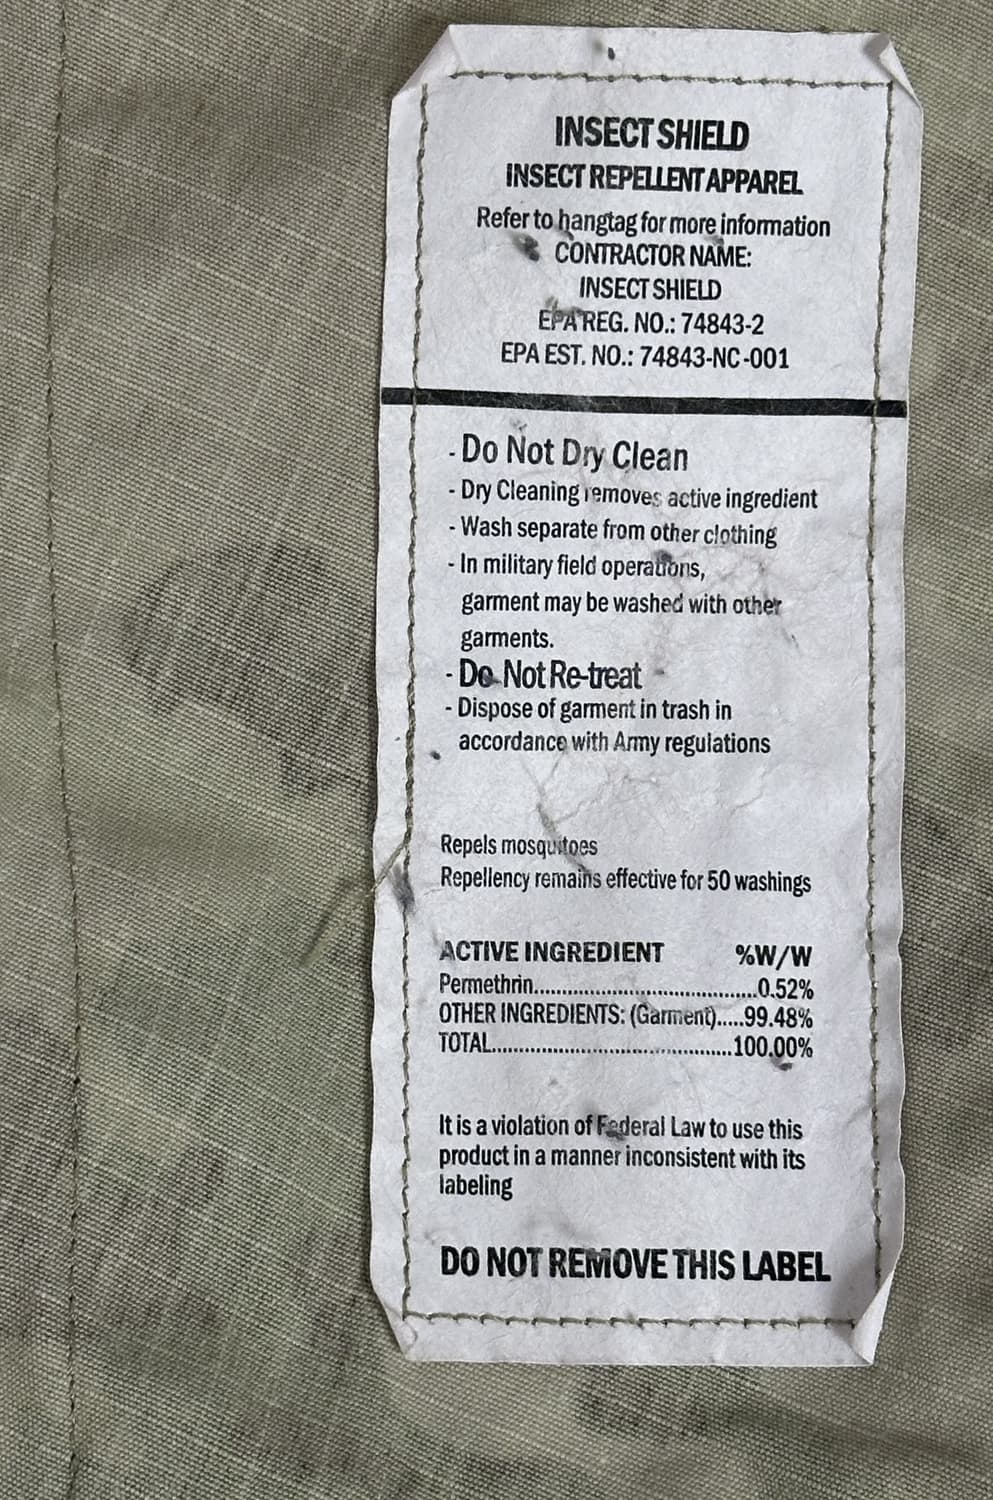 INSECT SHIELD
INSECT REPELLENT APPAREL
Refer to hangtag for more information
CONTRACTOR NAME:
INSECT SHIELD
EPA REG. NO.: 74843-2
EPA EST. NO.: 74843-NC-001
- Do Not Dry Clean
- Dry Cleaning removes active ingredient
- Wash separate from other clothing
- In military field operations,
garment may be washed with other
garments.
- Do Not Re-treat
- Dispose of garment in trash in
accordance with Army regulations
Repels mosquitoes
Repellency remains effective for 50 washings
ACTIVE INGREDIENT %W/W
Permethrin..........................................0.52%
OTHER INGREDIENTS: (Garment).....99.48%
TOTAL.............................................100.00%
It is a violation of Federal Law to use this
product in a manner inconsistent with its
labeling
DO NOT REMOVE THIS LABEL